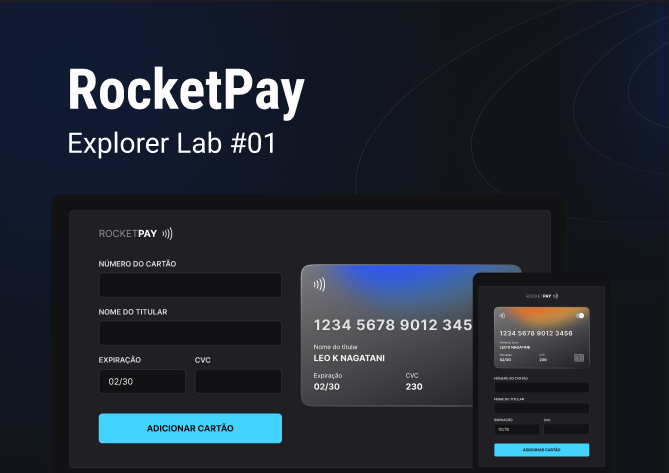 RocketPay
Explorer Lab #01
ROCKETPAY
NÚMERO DO CARTÃO
NOME DO TITULAR
EXPIRAÇÃO CVC
02/30
ADICIONAR CARTÃO
1234 5678 9012 345
Nome do titular
LEO K NAGATANI
Expiração CVC
02/30 230
ROCKETPAY
1234 5678 9012 3456
Nome do titular
LEO K NAGATANI
Expiração CVC
02/30 230
NÚMERO DO CARTÃO
NOME DO TITULAR
EXPIRAÇÃO CVC
02/30
ADICIONAR CARTÃO